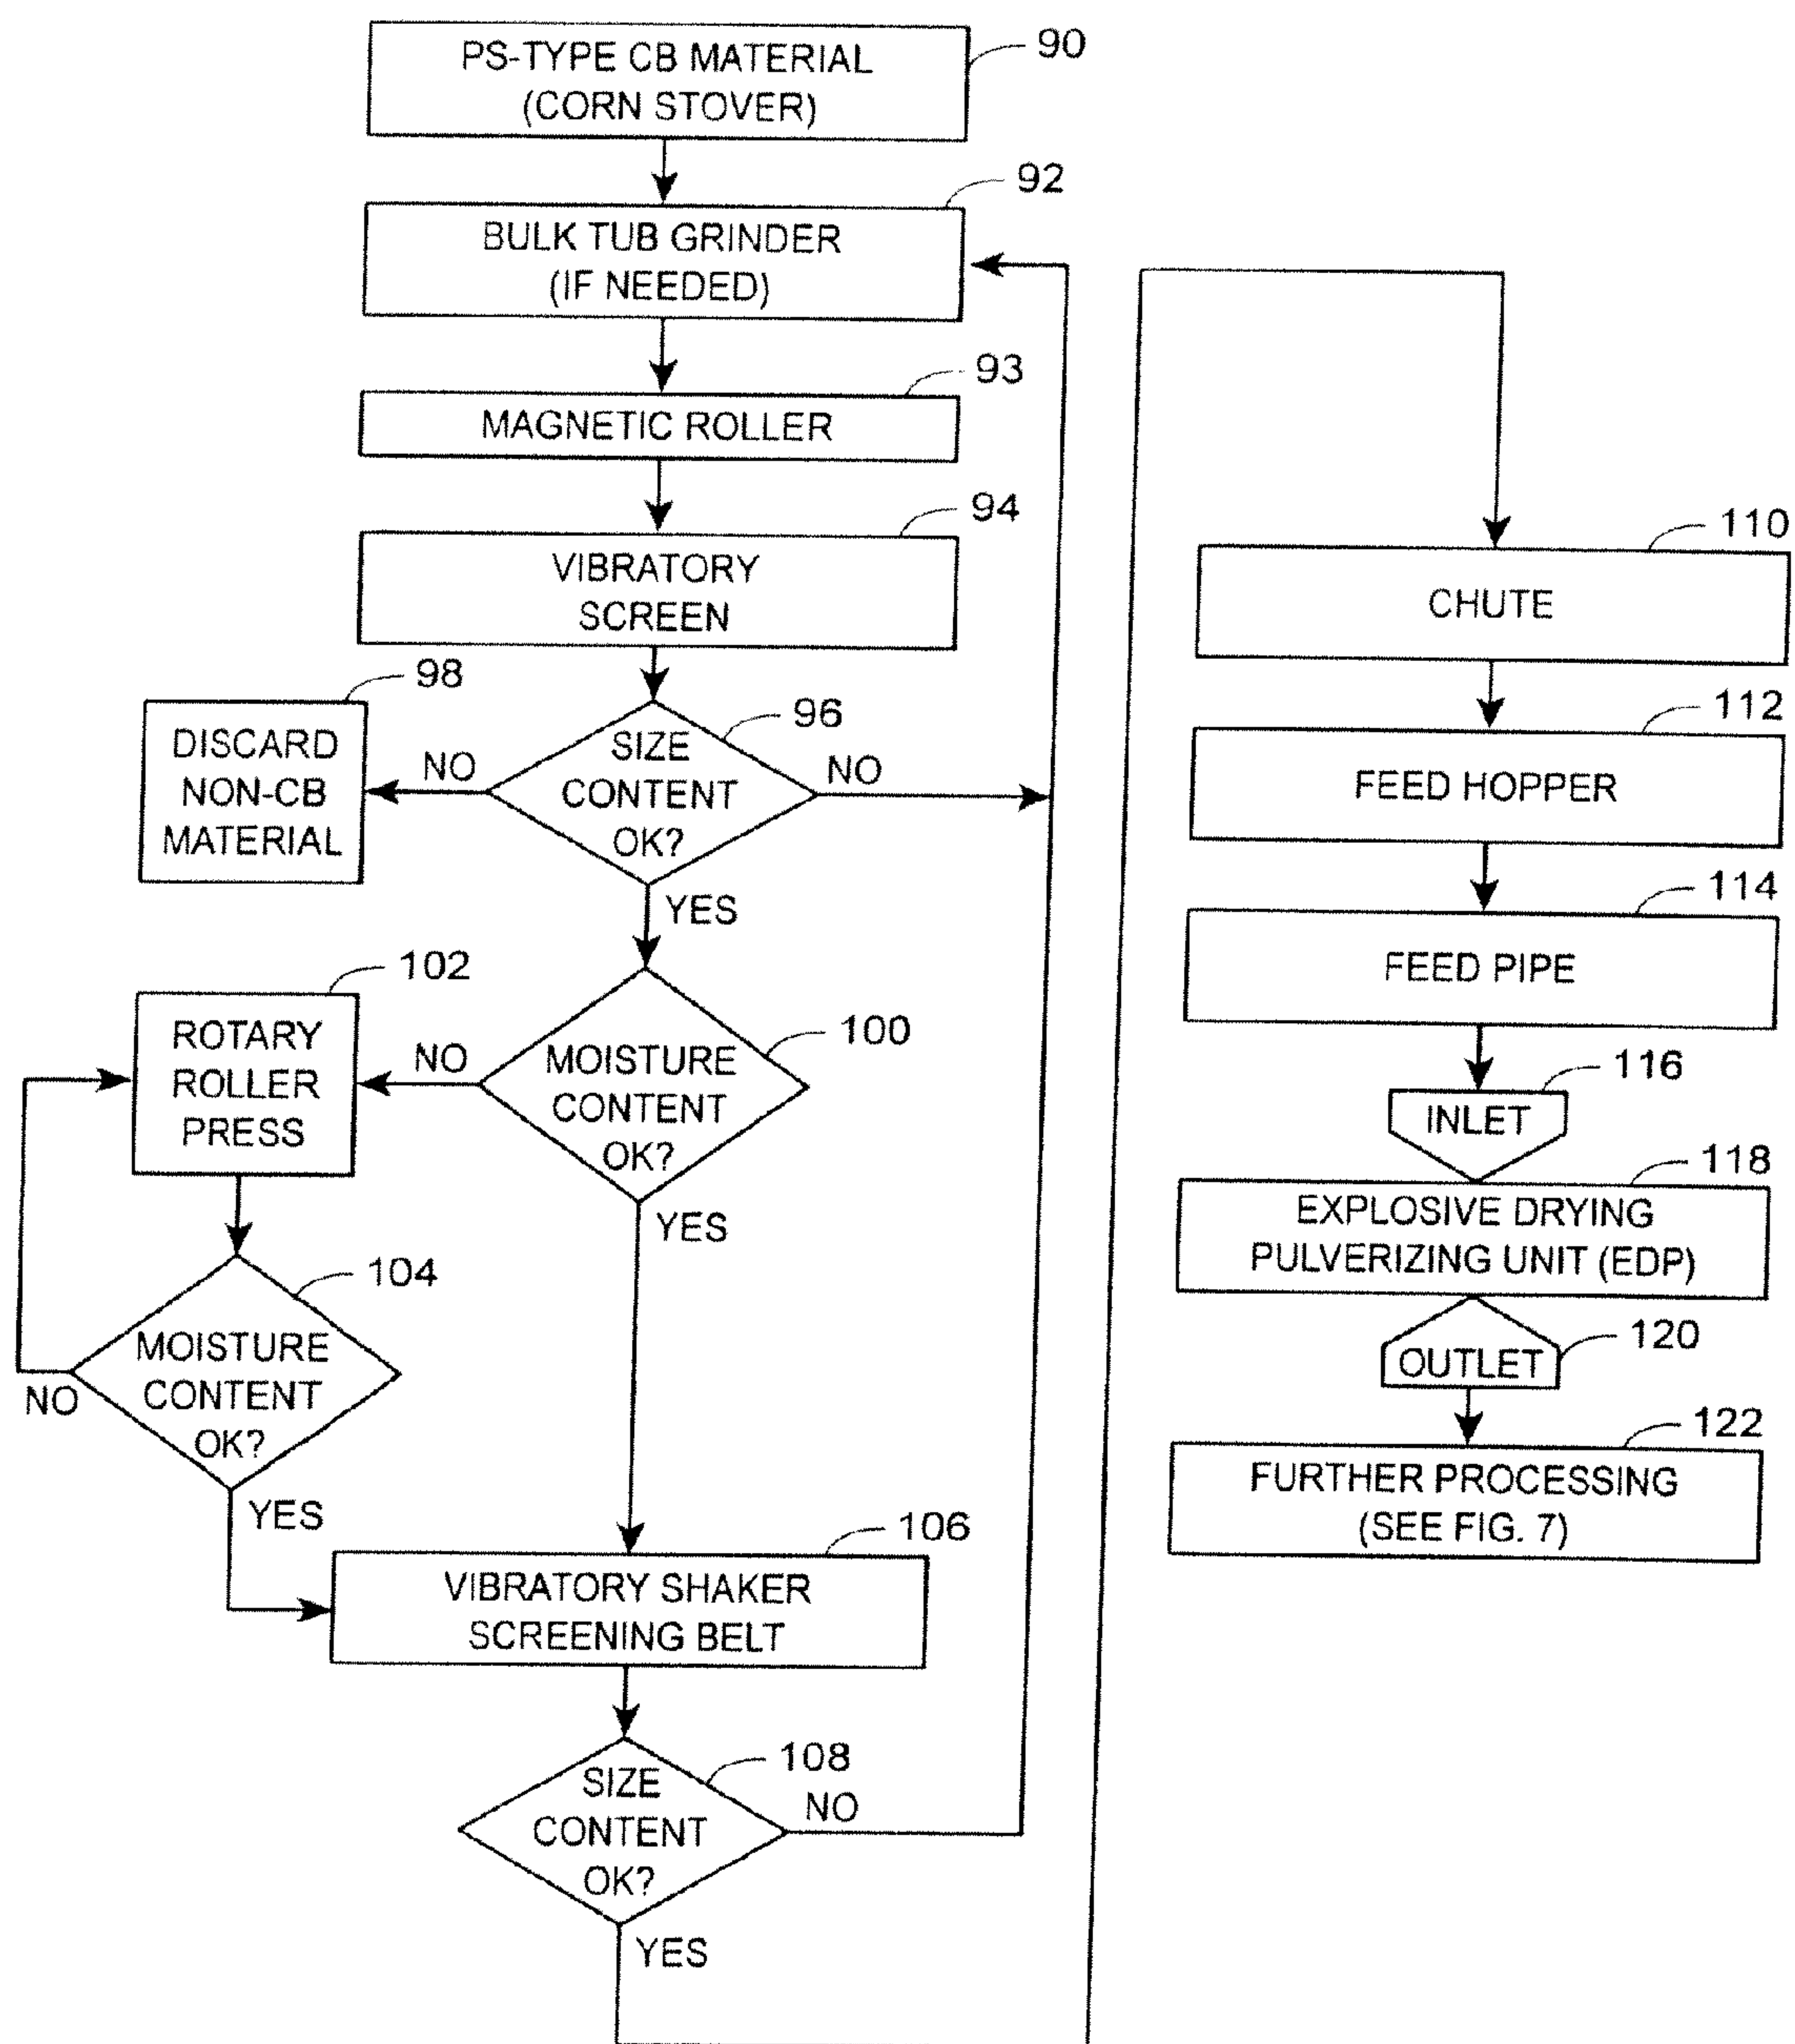 PS-TYPE CB MATERIAL
(CORN STOVER)
90
BULK TUB GRINDER
(IF NEEDED)
92
MAGNETIC ROLLER
93
VIBRATORY
SCREEN
94
SIZE
CONTENT
OK?
96
NO
NO
YES
DISCARD
NON-CB
MATERIAL
98
MOISTURE
CONTENT
OK?
100
NO
YES
ROTARY
ROLLER
PRESS
102
MOISTURE
CONTENT
OK?
104
NO
YES
VIBRATORY SHAKER
SCREENING BELT
106
SIZE
CONTENT
OK?
108
NO
YES
CHUTE
110
FEED HOPPER
112
FEED PIPE
114
INLET
116
EXPLOSIVE DRYING
PULVERIZING UNIT (EDP)
118
OUTLET
120
FURTHER PROCESSING
(SEE FIG. 7)
122